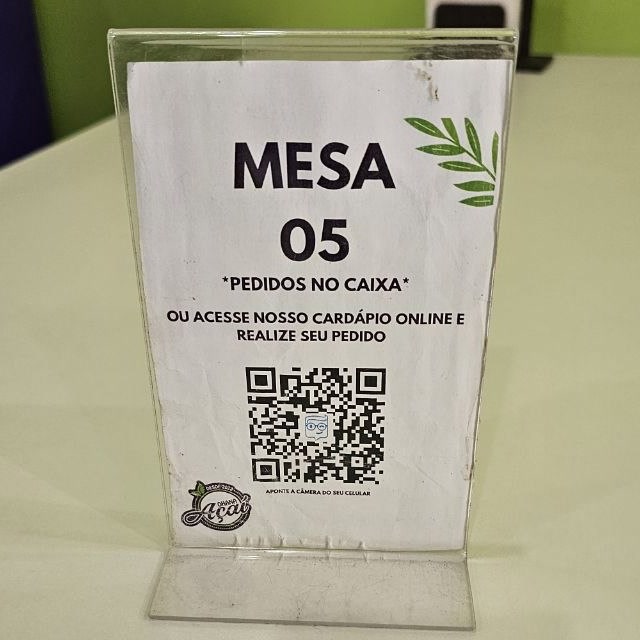 MESA
05
*PEDIDOS NO CAIXA*
OU ACESSE NOSSO CARDÁPIO ONLINE E
REALIZE SEU PEDIDO
APONTE A CÂMERA DO SEU CELULAR
OHANA
Açaí